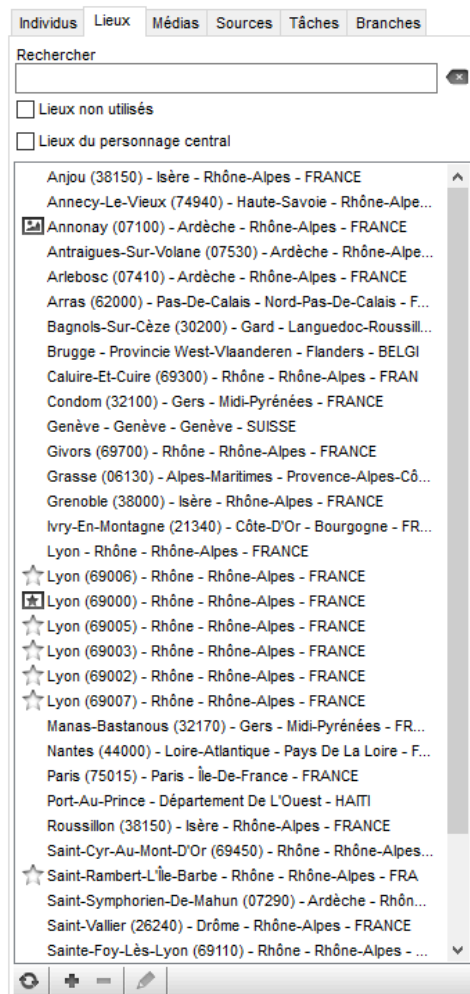 Individus Lieux Médias Sources Tâches Branches
Rechercher
Lieux non utilisés
Lieux du personnage central
Anjou (38150) - Isère - Rhône-Alpes - FRANCE
Annecy-Le-Vieux (74940) - Haute-Savoie - Rhône-Alpe...
Annonay (07100) - Ardèche - Rhône-Alpes - FRANCE
Antraigues-Sur-Volane (07530) - Ardèche - Rhône-Alpe...
Arlebosc (07410) - Ardèche - Rhône-Alpes - FRANCE
Arras (62000) - Pas-De-Calais - Nord-Pas-De-Calais - F...
Bagnols-Sur-Cèze (30200) - Gard - Languedoc-Roussill...
Brugge - Provincie West-Vlaanderen - Flanders - BELGI
Caluire-Et-Cuire (69300) - Rhône - Rhône-Alpes - FRAN
Condom (32100) - Gers - Midi-Pyrénées - FRANCE
Genève - Genève - Genève - SUISSE
Givors (69700) - Rhône - Rhône-Alpes - FRANCE
Grasse (06130) - Alpes-Maritimes - Provence-Alpes-Cô...
Grenoble (38000) - Isère - Rhône-Alpes - FRANCE
Ivry-En-Montagne (21340) - Côte-D'Or - Bourgogne - FR...
Lyon - Rhône - Rhône-Alpes - FRANCE
Lyon (69006) - Rhône - Rhône-Alpes - FRANCE
Lyon (69000) - Rhône - Rhône-Alpes - FRANCE
Lyon (69005) - Rhône - Rhône-Alpes - FRANCE
Lyon (69003) - Rhône - Rhône-Alpes - FRANCE
Lyon (69002) - Rhône - Rhône-Alpes - FRANCE
Lyon (69007) - Rhône - Rhône-Alpes - FRANCE
Manas-Bastanous (32170) - Gers - Midi-Pyrénées - FR...
Nantes (44000) - Loire-Atlantique - Pays De La Loire - F...
Paris (75015) - Paris - Île-De-France - FRANCE
Port-Au-Prince - Département De L'Ouest - HAITI
Roussillon (38150) - Isère - Rhône-Alpes - FRANCE
Saint-Cyr-Au-Mont-D'Or (69450) - Rhône - Rhône-Alpes...
Saint-Rambert-L'Île-Barbe - Rhône - Rhône-Alpes - FRA
Saint-Symphorien-De-Mahun (07290) - Ardèche - Rhôn...
Saint-Vallier (26240) - Drôme - Rhône-Alpes - FRANCE
Sainte-Foy-Lès-Lyon (69110) - Rhône - Rhône-Alpes - ...